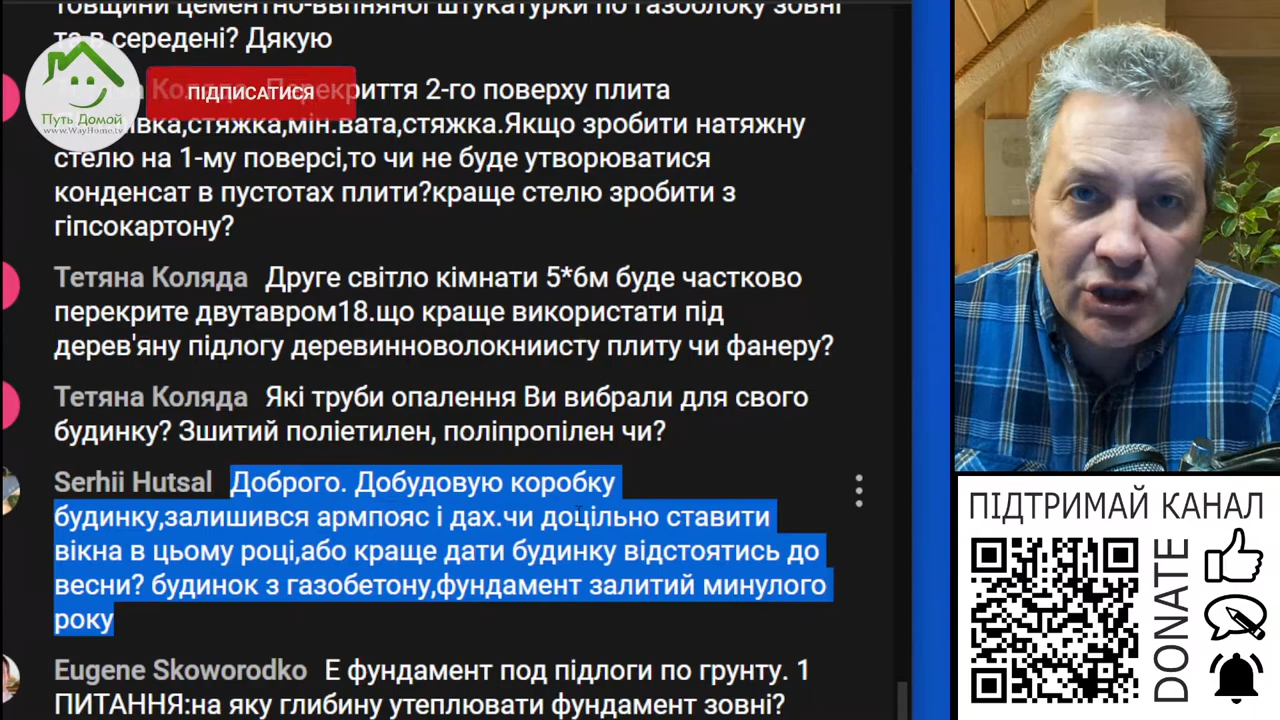 товщини цементно-ввпняної штукатурки по газоблоку зовні
та в середені? Дякую
Коляда Перекриття 2-го поверху плита
,стяжка,мін.вата,стяжка.Якщо зробити натяжну
стелю на 1-му поверсі,то чи не буде утворюватися
конденсат в пустотах плити?краще стелю зробити з
гіпсокартону?
Путь Домой
www.WayHome.tv
ПІДПИСАТИСЯ
Тетяна Коляда Друге світло кімнати 5*6м буде частково
перекрите двутавром18.що краще використати під
дерев'яну підлогу деревинноволокниисту плиту чи фанеру?
Тетяна Коляда Які труби опалення Ви вибрали для свого
будинку? Зшитий поліетилен, поліпропілен чи?
Serhii Hutsal Доброго. Добудовую коробку
будинку,залишився армпояс і дах.чи доцільно ставити
вікна в цьому році,або краще дати будинку відстоятись до
весни? будинок з газобетону,фундамент залитий минулого
року
Eugene Skoworodko Е фундамент под підлоги по грунту. 1
ПИТАННЯ:на яку глибину утеплювати фундамент зовні?
ПІДТРИМАЙ КАНАЛ
DONATE